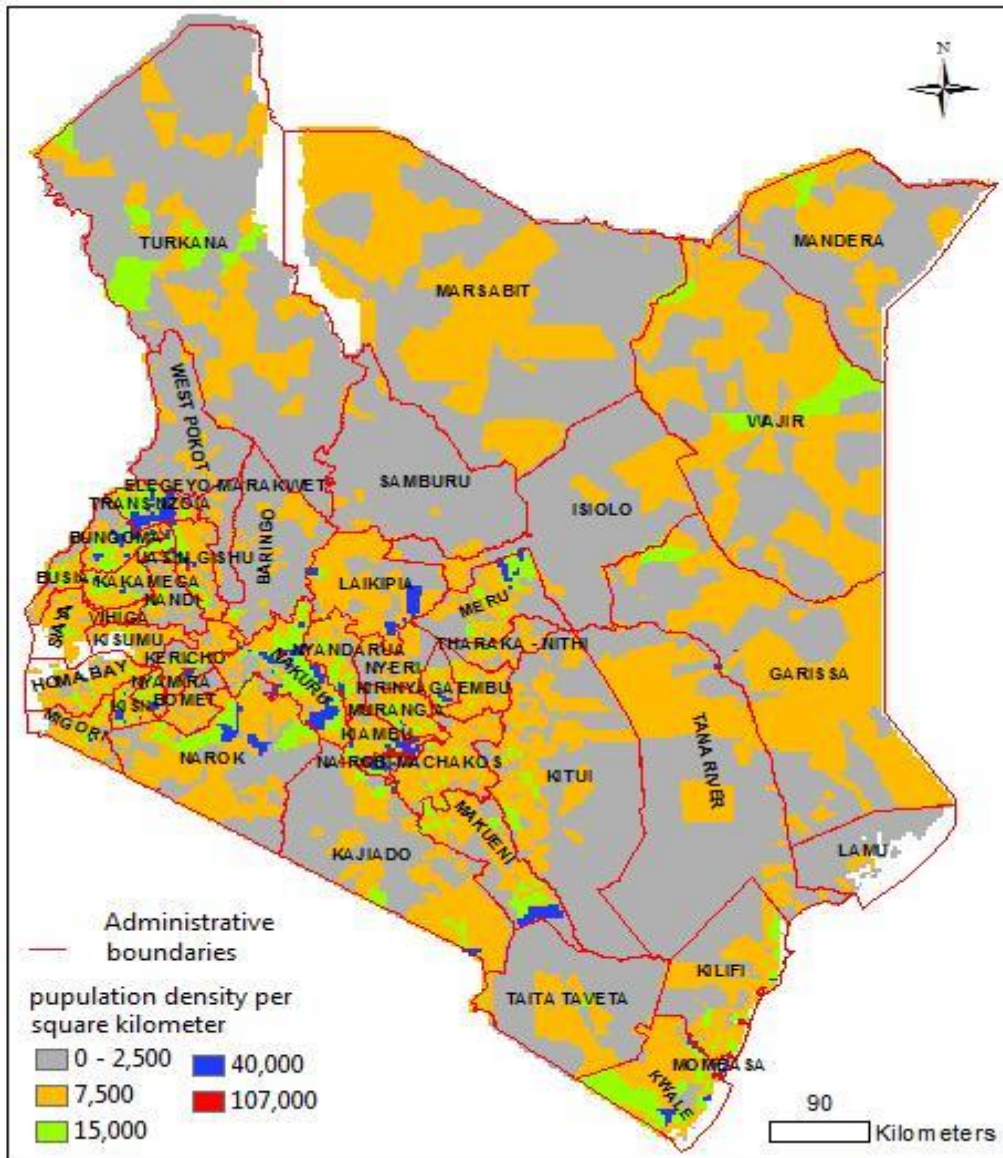 N
TURKANA
MANDERA
MARSABIT
WEST POKOT
WAJIR
ELEGEYO-MARAKWET
SAMBURU
TRANS NZOIA
ISIOLO
BUNGOMA
UASIN GISHU
BARINGO
BUSIA
KAKAMEGA
LAIKIPIA
NANDI
MERU
SIAYA
VIHIGA
KISUMU
NYANDARUA
THARAKA - NITHI
KERICHO
HOMA BAY
NYAMIRA
NAKURU
NYERI
GARISSA
KISII
BOMET
KIRINYAGA
EMBU
MURANGA
MIGORI
KIAMBU
TANA RIVER
NAROK
NAIROBI
MACHAKOS
KITUI
MAKUENI
KAJIADO
LAMU
Administrative
boundaries
KILIFI
TAITA TAVETA
pupulation density per
square kilometer
0 - 2,500
40,000
MOMBASA
7,500
107,000
KWALE
15,000
90
Kilometers